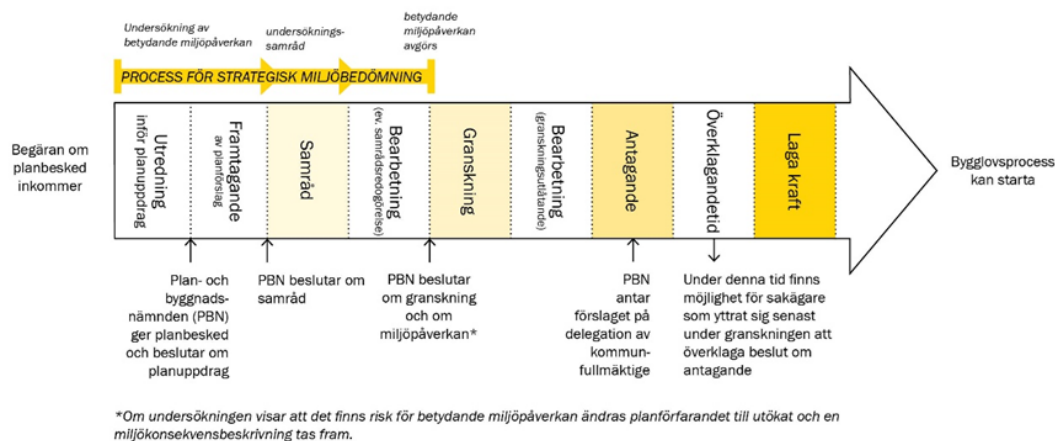 Undersökning av
betydande miljöpåverkan
undersöknings-
samråd
betydande
miljöpåverkan
avgörs
PROCESS FÖR STRATEGISK MILJÖBEDÖMNING
Begäran om
planbesked
inkommer
Utredning
inför planuppdrag
Framtagande
av planförslag
Samråd
Bearbetning
(ev. samrådsredogörelse)
Granskning
Bearbetning
(granskningsutlåtande)
Antagande
Överklagandetid
Laga kraft
Bygglovsprocess
kan starta
Plan- och
byggnads-
nämnden (PBN)
ger planbesked
och beslutar om
planuppdrag
PBN beslutar om
samråd
PBN beslutar
om granskning
och om
miljöpåverkan*
PBN
antar
förslaget på
delegation av
kommun-
fullmäktige
Under denna tid finns
möjlighet för sakägare
som yttrat sig senast
under granskningen att
överklaga beslut om
antagande
*Om undersökningen visar att det finns risk för betydande miljöpåverkan ändras planförfarandet till utökat och en
miljökonsekvensbeskrivning tas fram.